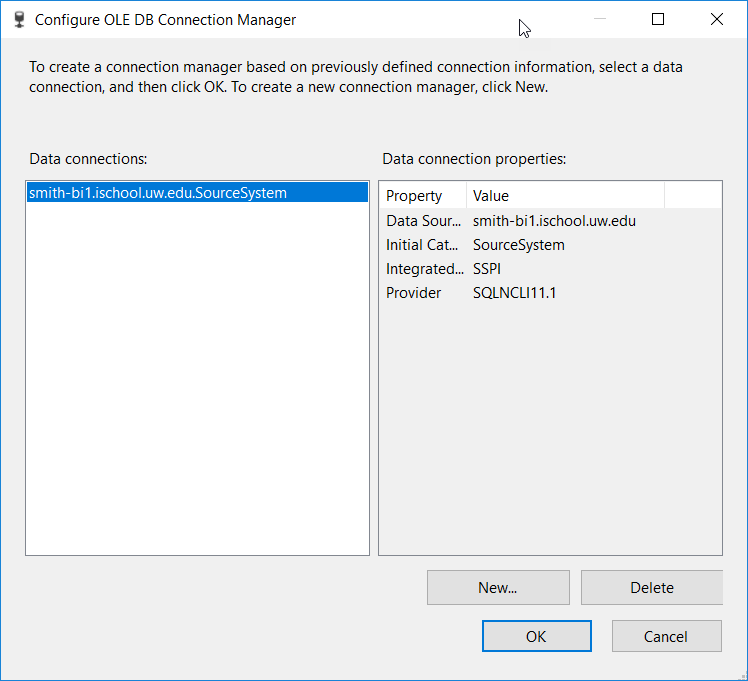 Configure OLE DB Connection Manager
To create a connection manager based on previously defined connection information, select a data
connection, and then click OK. To create a new connection manager, click New.
Data connections:
smith-bi1.ischool.uw.edu.SourceSystem
Data connection properties:
Property Value
Data Sour... smith-bi1.ischool.uw.edu
Initial Cat... SourceSystem
Integrated... SSPI
Provider SQLNCLI11.1
New... Delete
OK Cancel